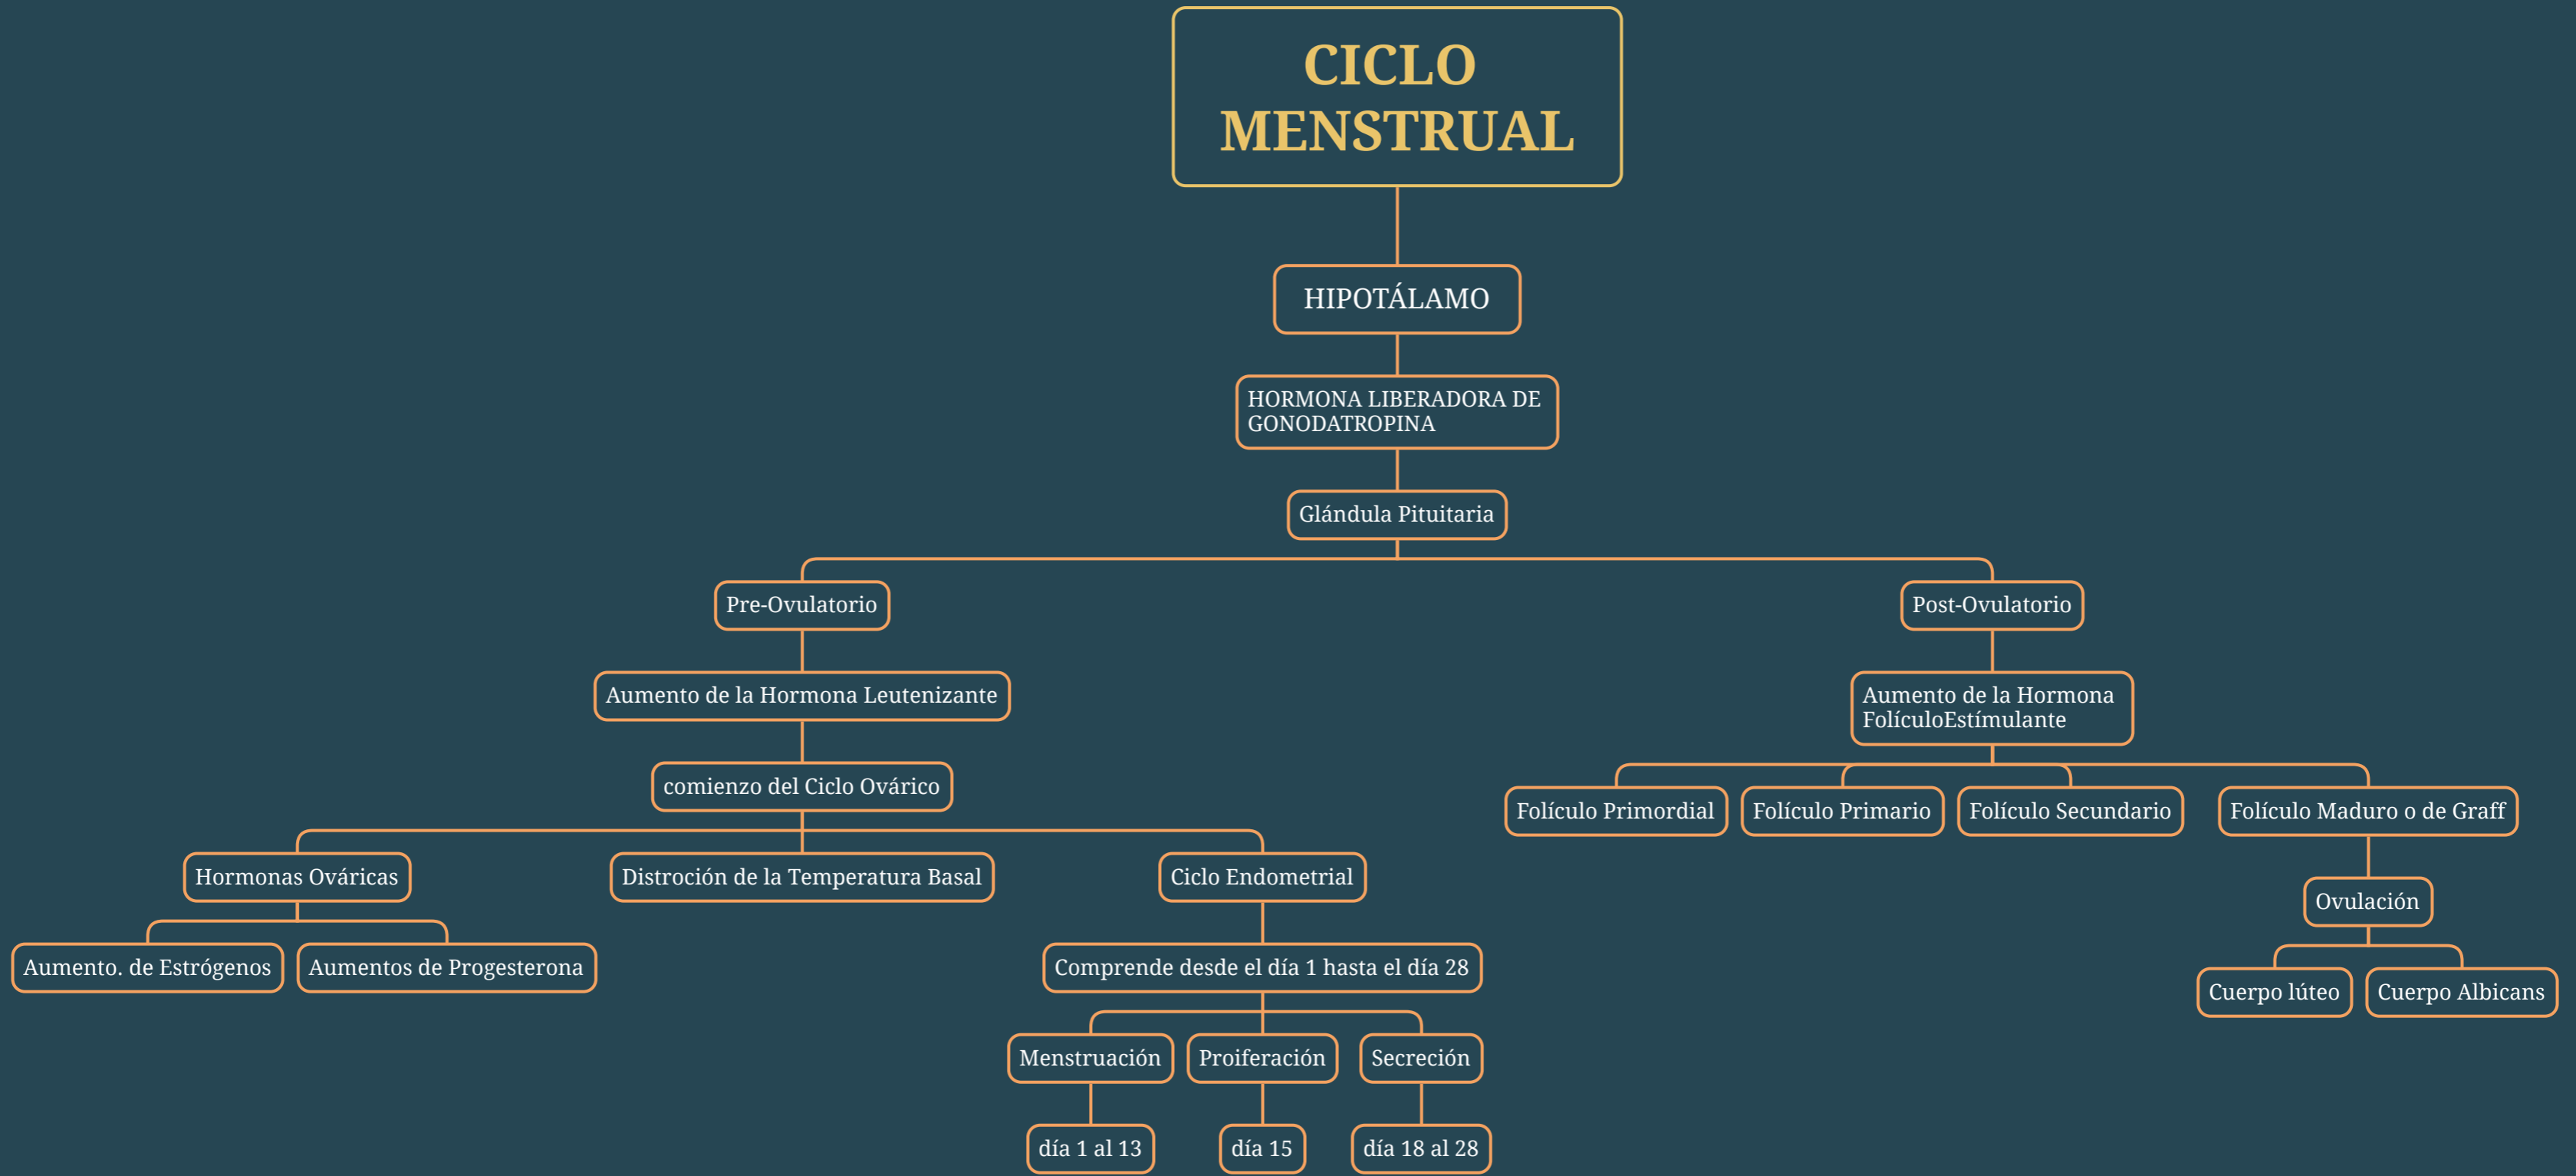 CICLO
MENSTRUAL
HIPOTÁLAMO
HORMONA LIBERADORA DE
GONODATROPINA
Glándula Pituitaria
Pre-Ovulatorio
Post-Ovulatorio
Aumento de la Hormona Leutenizante
Aumento de la Hormona
FolículoEstímulante
comienzo del Ciclo Ovárico
Folículo Primordial
Folículo Primario
Folículo Secundario
Folículo Maduro o de Graff
Hormonas Ováricas
Distroción de la Temperatura Basal
Ciclo Endometrial
Ovulación
Aumento. de Estrógenos
Aumentos de Progesterona
Comprende desde el día 1 hasta el día 28
Cuerpo lúteo
Cuerpo Albicans
Menstruación
Proiferación
Secreción
día 1 al 13
día 15
día 18 al 28